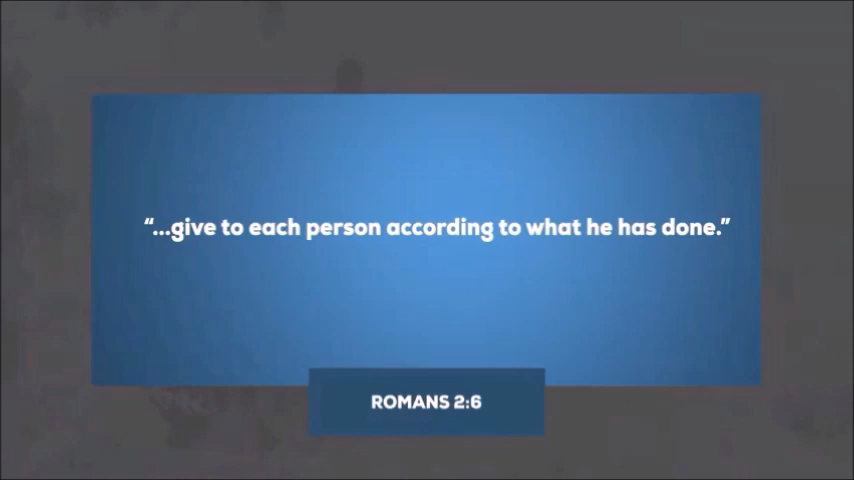 “...give to each person according to what he has done.”
ROMANS 2:6